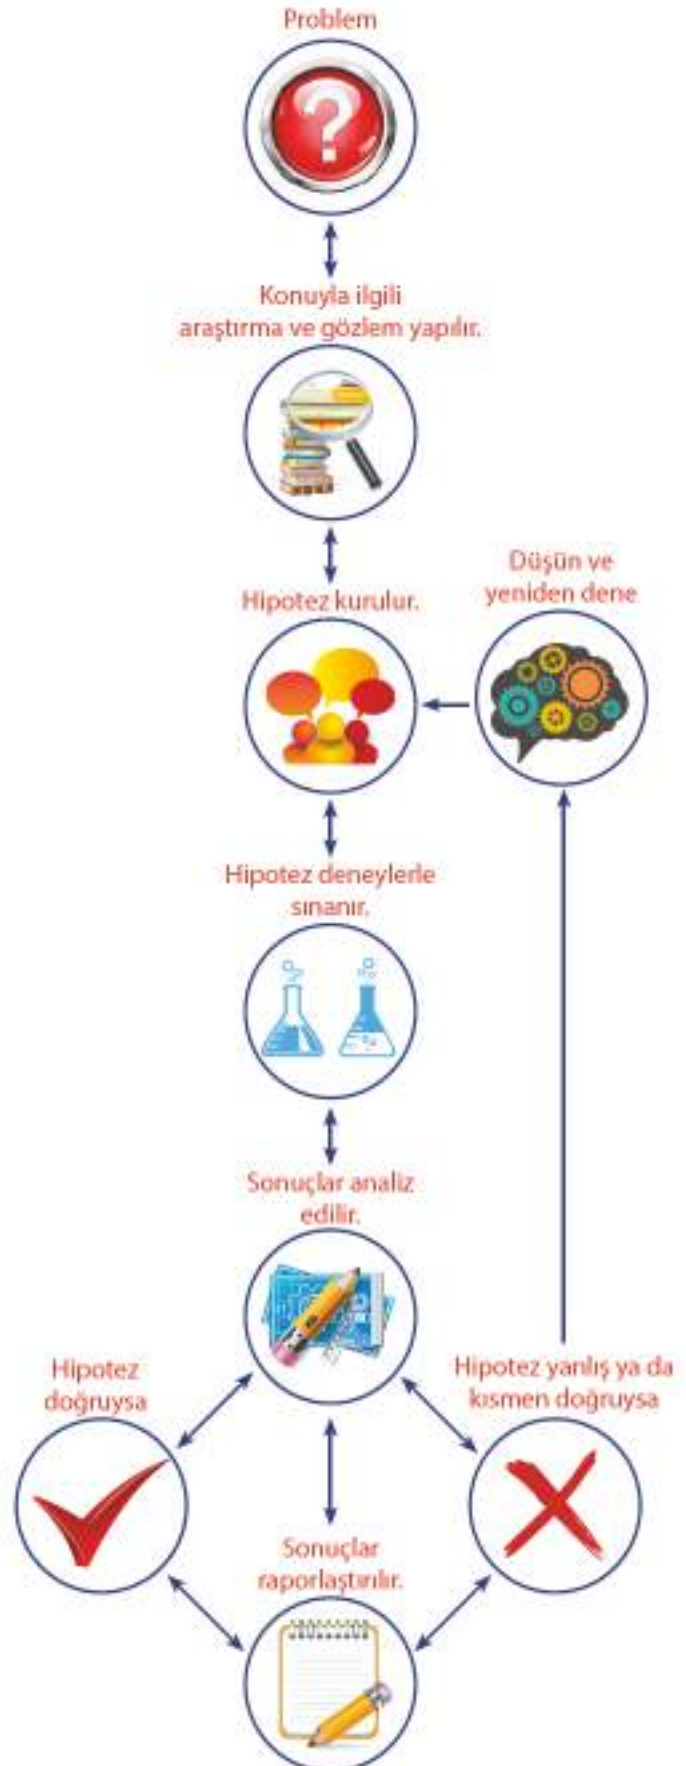 Problem
Konuyla ilgili
araştırma ve gözlem yapılır.
Hipotez kurulur.
Düşün ve
yeniden dene
Hipotez deneylerle
sınanır.
Sonuçlar analiz
edilir.
Hipotez
doğruysa
Hipotez yanlış ya da
kısmen doğruysa
Sonuçlar
raporlaştırılır.